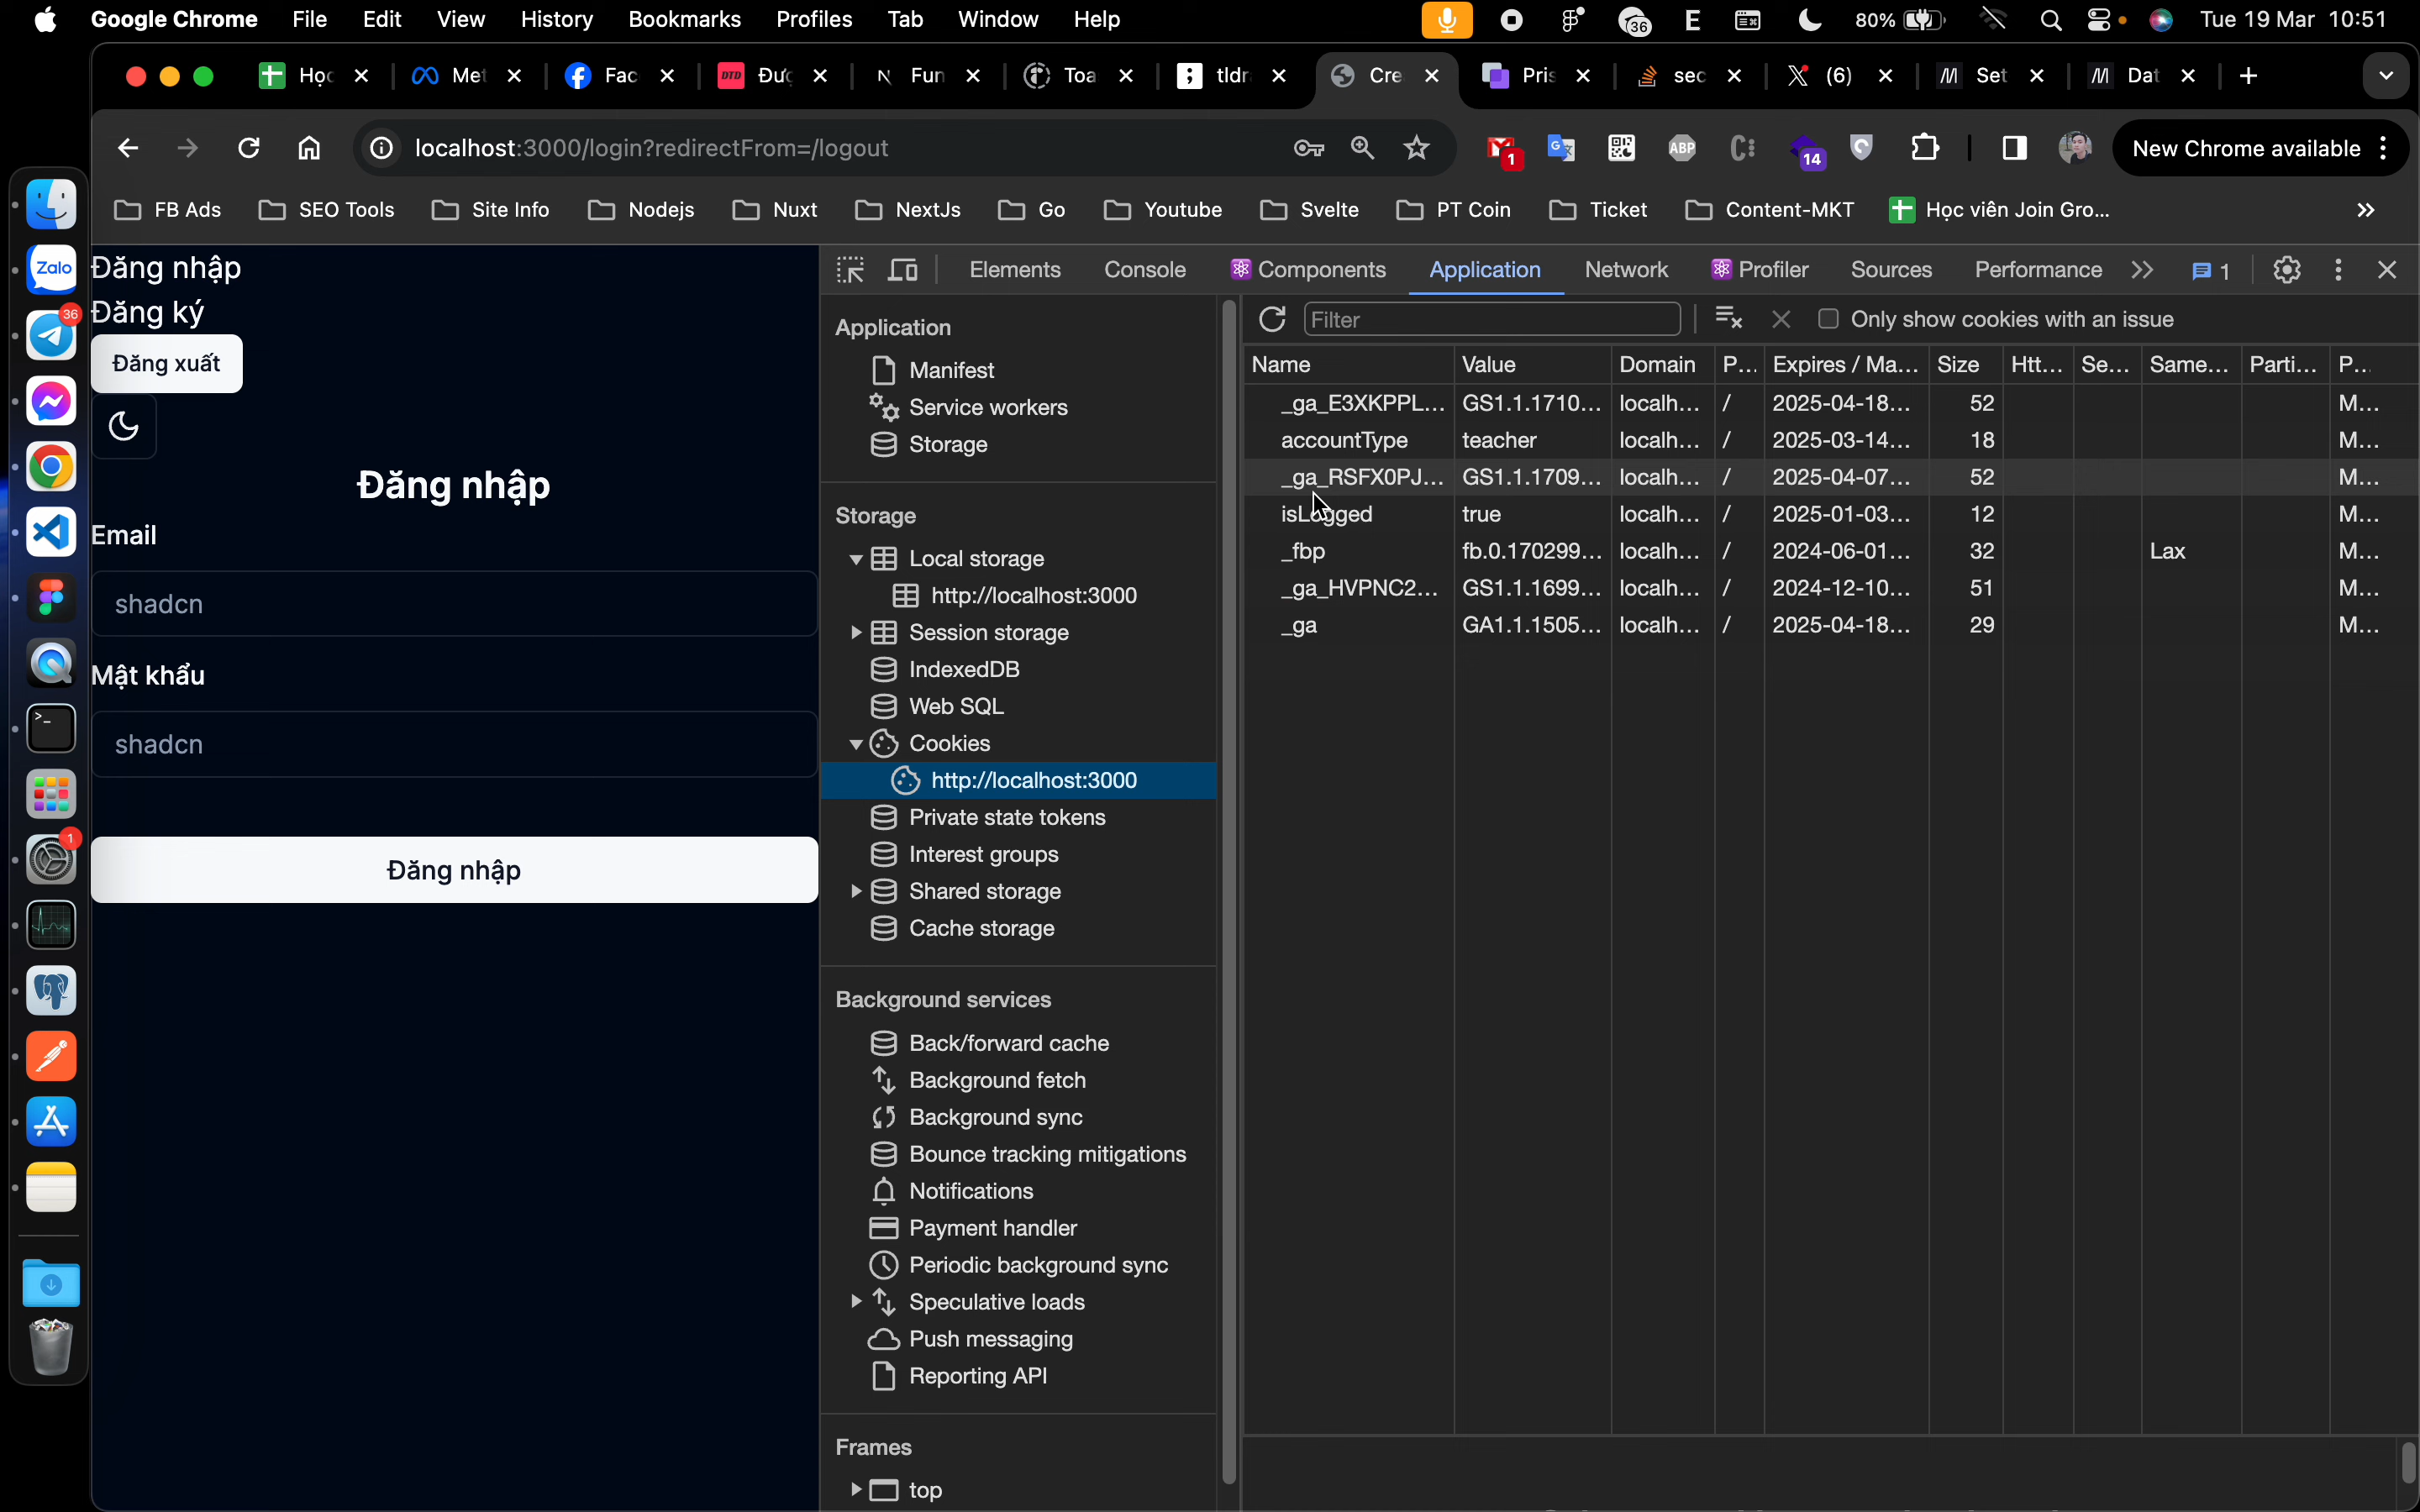 Google Chrome File Edit View History Bookmarks Profiles Tab Window Help 36 E 80% Tue 19 Mar 10:51
Học Met Fac DTD Đượ Fun Toa tldr Cre Pris sec (6) Set Dat
localhost:3000/login?redirectFrom=/logout 1 ABP 14 New Chrome available
FB Ads SEO Tools Site Info Nodejs Nuxt NextJs Go Youtube Svelte PT Coin Ticket Content-MKT Học viên Join Gro...
Zalo
36
1
Đăng nhập
Đăng ký
Đăng xuất
Đăng nhập
Email
shadcn
Mật khẩu
shadcn
Đăng nhập
Elements Console Components Application Network Profiler Sources Performance 1
Application
Manifest
Service workers
Storage
Storage
Local storage
http://localhost:3000
Session storage
IndexedDB
Web SQL
Cookies
http://localhost:3000
Private state tokens
Interest groups
Shared storage
Cache storage
Background services
Back/forward cache
Background fetch
Background sync
Bounce tracking mitigations
Notifications
Payment handler
Periodic background sync
Speculative loads
Push messaging
Reporting API
Frames
top
Filter Only show cookies with an issue
Name Value Domain P... Expires / Ma... Size Htt... Se... Same... Parti... P...
_ga_E3XKPPL... GS1.1.1710... localh... / 2025-04-18... 52 M...
accountType teacher localh... / 2025-03-14... 18 M...
_ga_RSFX0PJ... GS1.1.1709... localh... / 2025-04-07... 52 M...
isLogged true localh... / 2025-01-03... 12 M...
_fbp fb.0.170299... localh... / 2024-06-01... 32 Lax M...
_ga_HVPNC2... GS1.1.1699... localh... / 2024-12-10... 51 M...
_ga GA1.1.1505... localh... / 2025-04-18... 29 M...